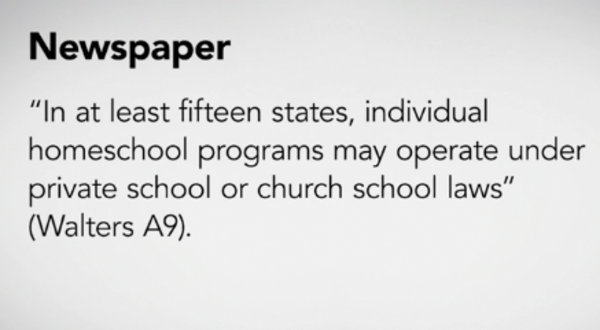 Newspaper
“In at least fifteen states, individual
homeschool programs may operate under
private school or church school laws”
(Walters A9).